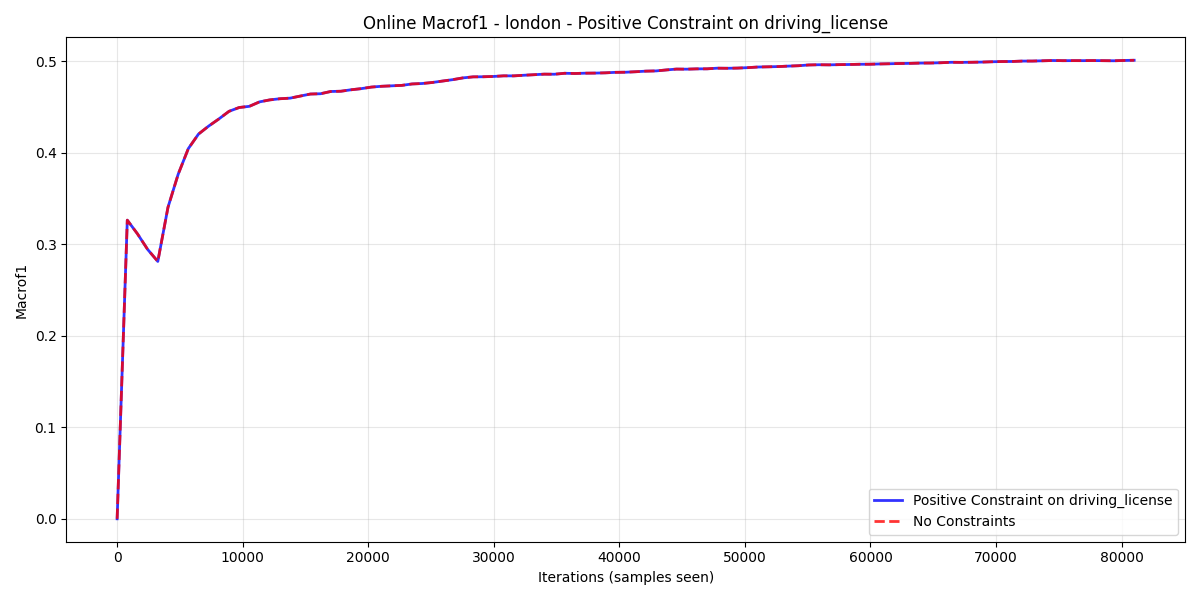 Online Macrof1 - london - Positive Constraint on driving_license
Macrof1
0.5
0.4
0.3
0.2
0.1
0.0
0 10000 20000 30000 40000 50000 60000 70000 80000
Iterations (samples seen)
Positive Constraint on driving_license
No Constraints